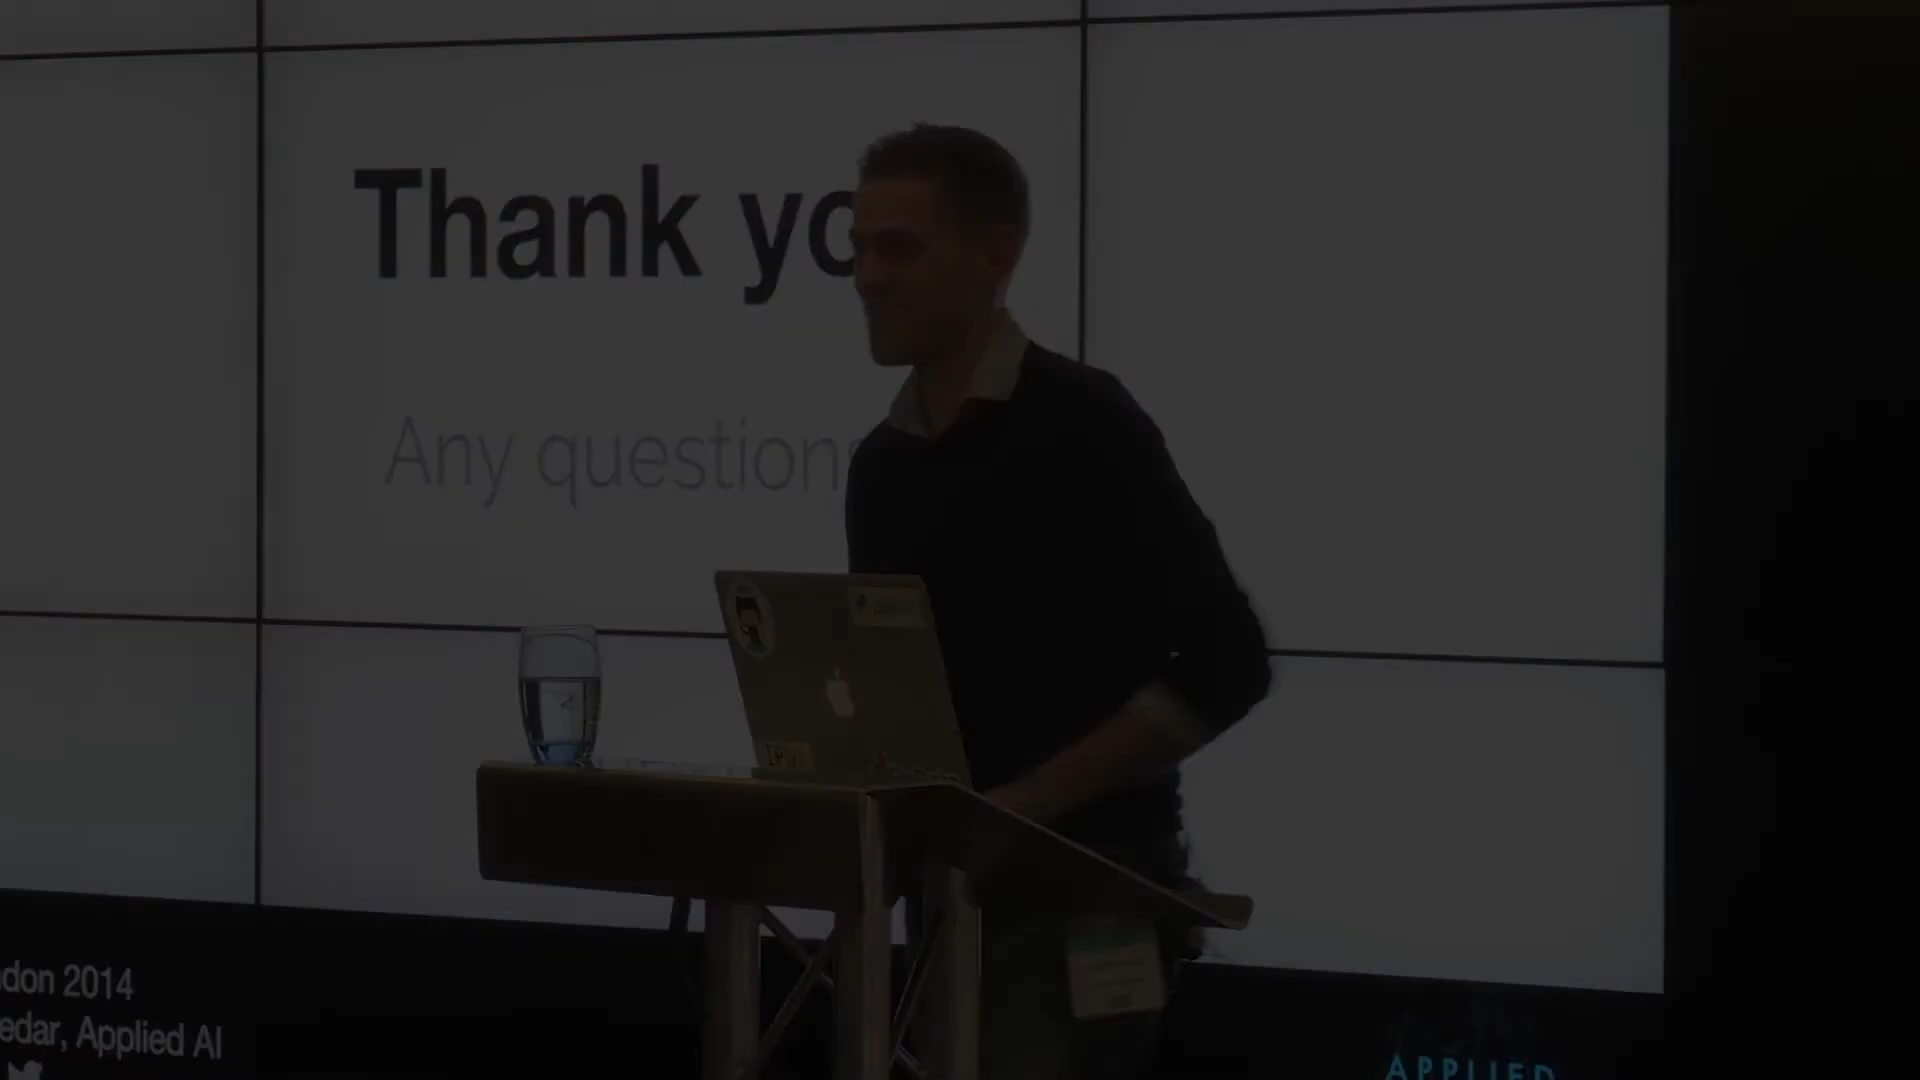 Thank yo
Any question
don 2014
edar, Applied AI
APPLIED